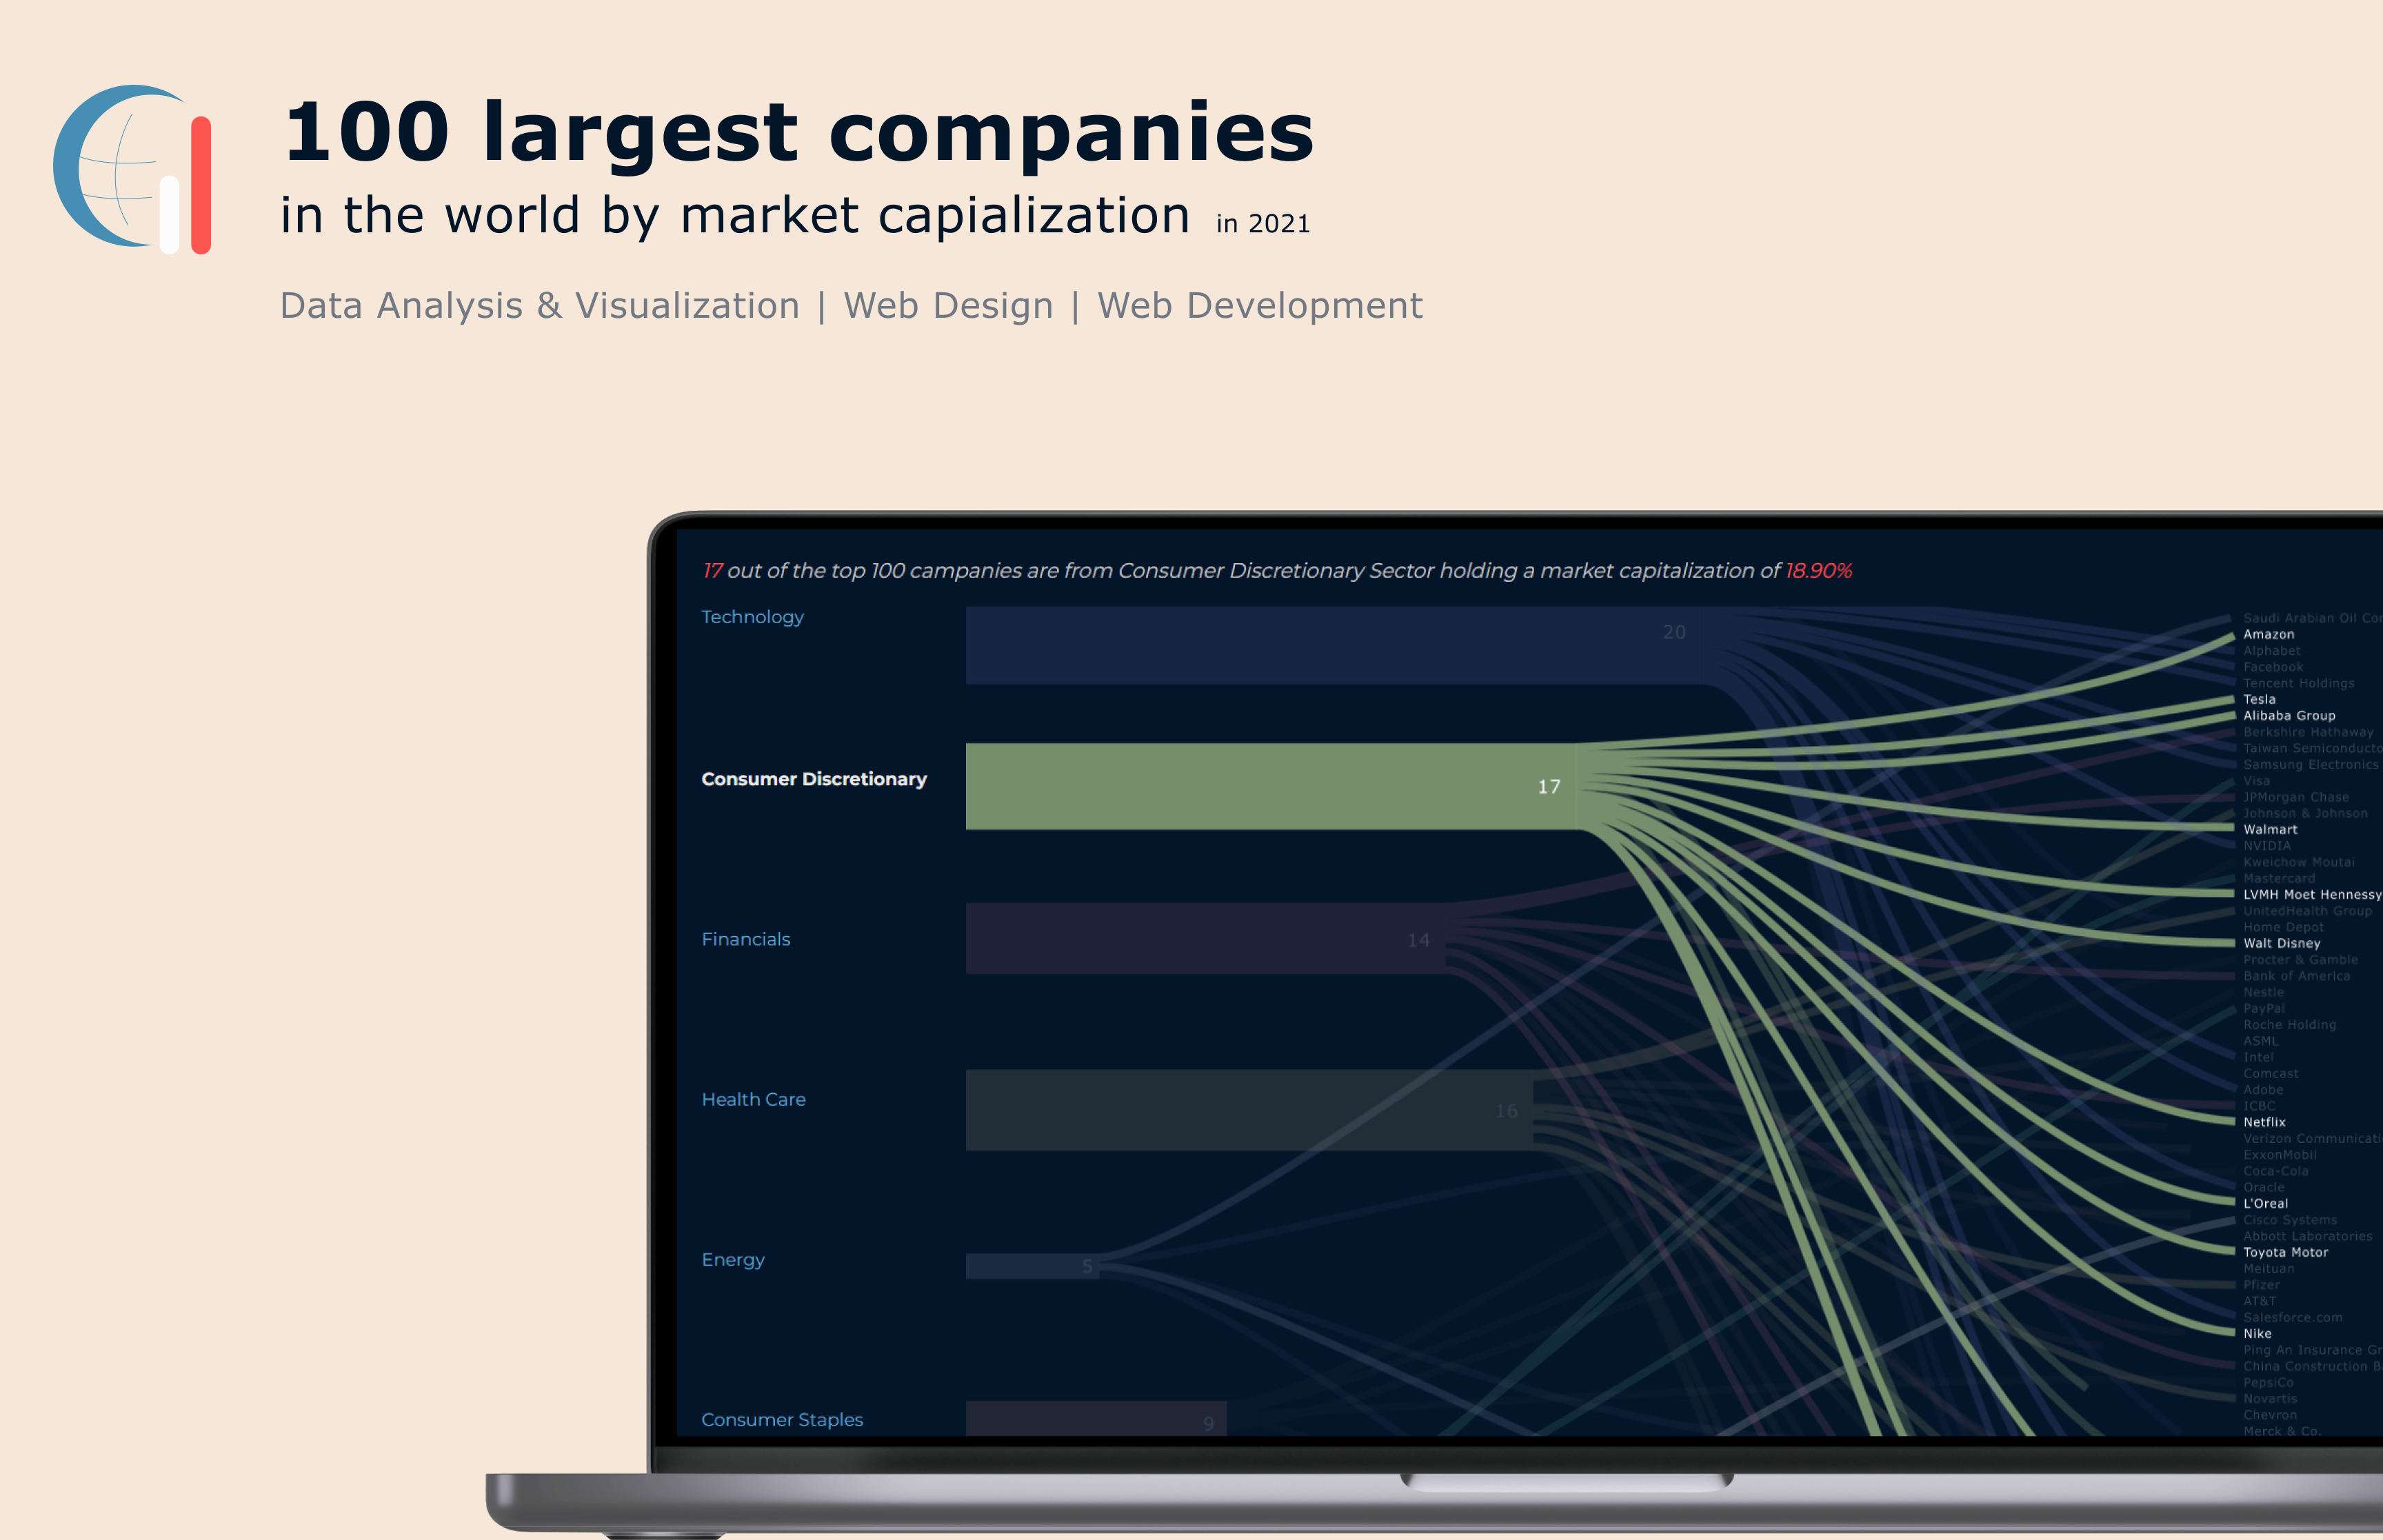 100 largest companies
in the world by market capialization in 2021
Data Analysis & Visualization | Web Design | Web Development
17 out of the top 100 campanies are from Consumer Discretionary Sector holding a market capitalization of 18.90%
Technology
20
Consumer Discretionary
17
Financials
14
Health Care
16
Energy
5
Consumer Staples
9
Saudi Arabian Oil
Amazon
Alphabet
Facebook
Tencent Holdings
Tesla
Alibaba Group
Berkshire Hathaway
Taiwan Semiconducto
Samsung Electronics
Visa
JPMorgan Chase
Johnson & Johnson
Walmart
NVIDIA
Kweichow Moutai
Mastercard
LVMH Moet Hennessy
UnitedHealth Group
Home Depot
Walt Disney
Procter & Gamble
Bank of America
Nestle
PayPal
Roche Holding
ASML
Intel
Comcast
Adobe
ICBC
Netflix
Verizon Communicati
ExxonMobil
Coca-Cola
Oracle
L'Oreal
Cisco Systems
Abbott Laboratories
Toyota Motor
Meituan
Pfizer
AT&T
Salesforce.com
Nike
Ping An Insurance Gr
China Construction B
PepsiCo
Novartis
Chevron
Merck & Co.